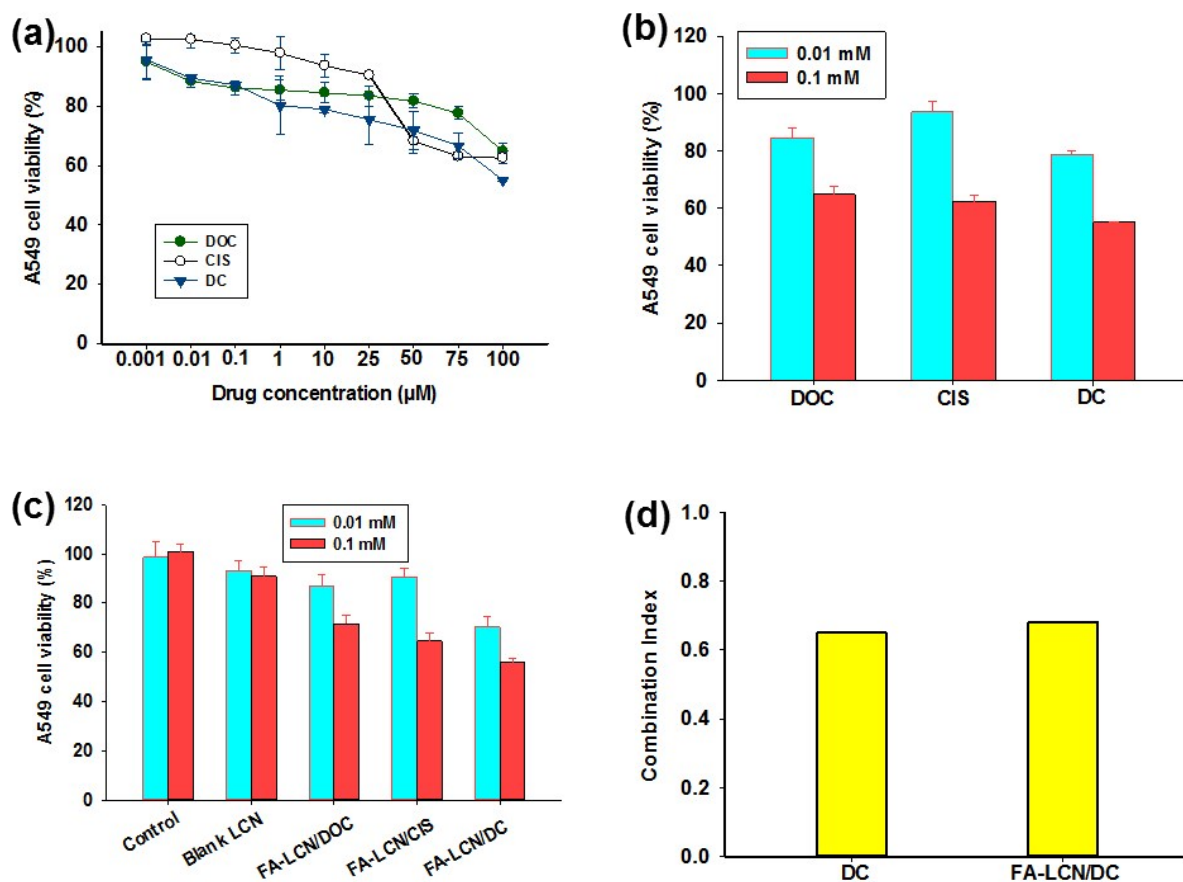 (a)
A549 cell viability (%)
100
80
60
40
20
0
DOC
CIS
DC
0.001 0.01 0.1 1 10 25 50 75 100
Drug concentration (µM)
(b)
A549 cell viability (%)
120
100
80
60
40
20
0
0.01 mM
0.1 mM
DOC CIS DC
(c)
A549 cell viability (%)
120
100
80
60
40
20
0
0.01 mM
0.1 mM
Control
Blank LCN
FA-LCN/DOC
FA-LCN/CIS
FA-LCN/DC
(d)
Combination Index
1.0
0.8
0.6
0.4
0.2
0.0
DC FA-LCN/DC